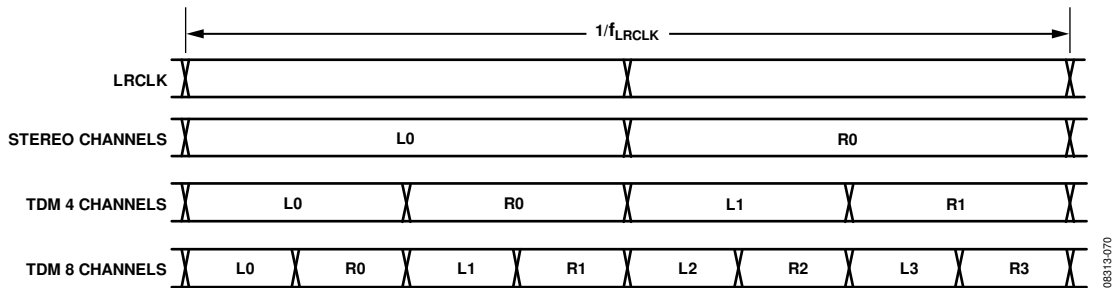 1/fLRCLK
LRCLK
STEREO CHANNELS L0 R0
TDM 4 CHANNELS L0 R0 L1 R1
TDM 8 CHANNELS L0 R0 L1 R1 L2 R2 L3 R3
08313-070